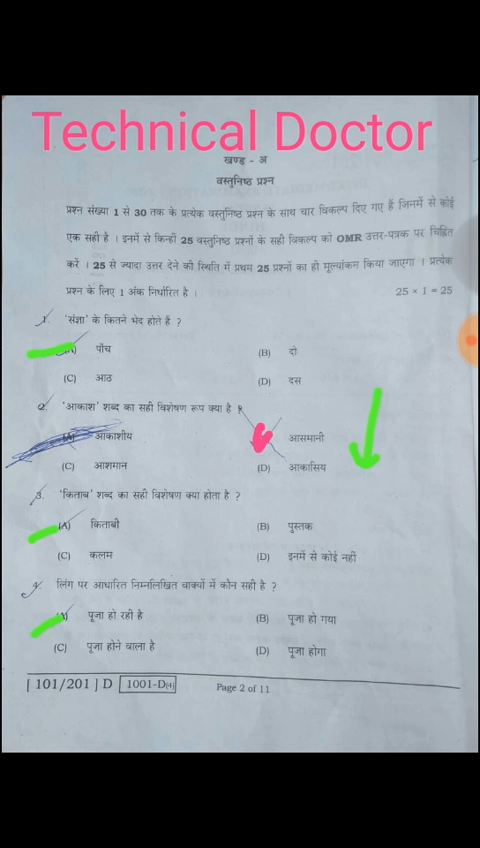 Technical Doctor
खण्ड - अ
वस्तुनिष्ठ प्रश्न
प्रश्न संख्या 1 से 30 तक के प्रत्येक वस्तुनिष्ठ प्रश्न के साथ चार विकल्प दिए गए हैं जिनमें से कोई
एक सही है । इनमें से किन्हीं 25 वस्तुनिष्ठ प्रश्नों के सही विकल्प को OMR उत्तर-पत्रक पर चिह्नित
करें । 25 से ज्यादा उत्तर देने की स्थिति में प्रथम 25 प्रश्नों का ही मूल्यांकन किया जाएगा । प्रत्येक
प्रश्न के लिए 1 अंक निर्धारित है । 25 × 1 = 25
1. 'संज्ञा' के कितने भेद होते हैं ?
(A) पाँच (B) दो
(C) आठ (D) दस
2. 'आकाश' शब्द का सही विशेषण रूप क्या है ?
(A) आकाशीय आसमानी
(C) आशमान (D) आकासिय
3. 'किताब' शब्द का सही विशेषण क्या होता है ?
(A) किताबी (B) पुस्तक
(C) कलम (D) इनमें से कोई नहीं
4. लिंग पर आधारित निम्नलिखित वाक्यों में कौन सही है ?
(A) पूजा हो रही है (B) पूजा हो गया
(C) पूजा होने वाला है (D) पूजा होगा
[ 101/201 ] D 1001-D(4) Page 2 of 11